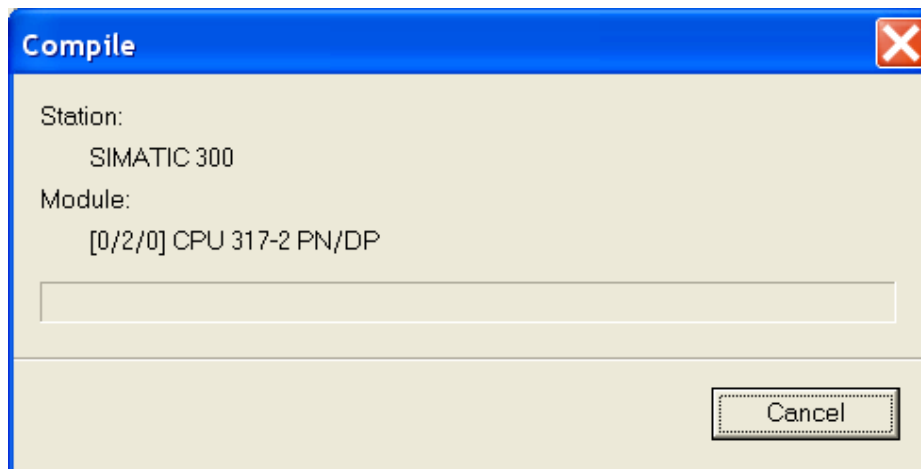 Compile
Station:
SIMATIC 300
Module:
[0/2/0] CPU 317-2 PN/DP
Cancel